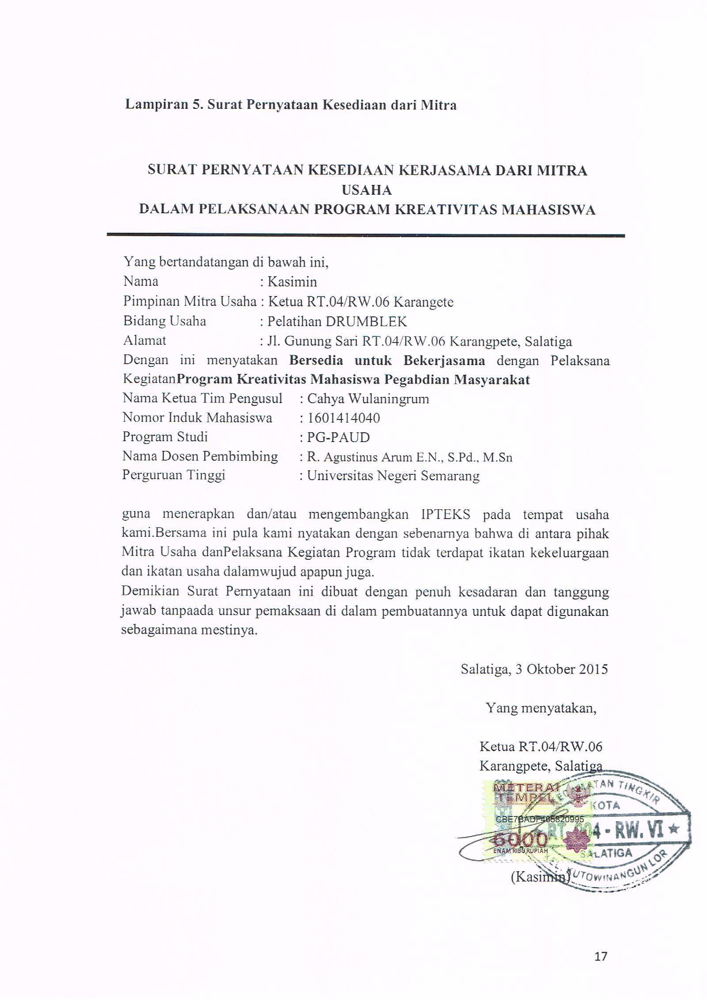 Lampiran 5. Surat Pernyataan Kesediaan dari Mitra
SURAT PERNYATAAN KESEDIAAN KERJASAMA DARI MITRA
USAHA
DALAM PELAKSANAAN PROGRAM KREATIVITAS MAHASISWA
Yang bertandatangan di bawah ini,
Nama : Kasimin
Pimpinan Mitra Usaha : Ketua RT.04/RW.06 Karangete
Bidang Usaha : Pelatihan DRUMBLEK
Alamat : Jl. Gunung Sari RT.04/RW.06 Karangpete, Salatiga
Dengan ini menyatakan Bersedia untuk Bekerjasama dengan Pelaksana
KegiatanProgram Kreativitas Mahasiswa Pegabdian Masyarakat
Nama Ketua Tim Pengusul : Cahya Wulaningrum
Nomor Induk Mahasiswa : 1601414040
Program Studi : PG-PAUD
Nama Dosen Pembimbing : R. Agustinus Arum E.N., S.Pd., M.Sn
Perguruan Tinggi : Universitas Negeri Semarang
guna menerapkan dan/atau mengembangkan IPTEKS pada tempat usaha
kami.Bersama ini pula kami nyatakan dengan sebenarnya bahwa di antara pihak
Mitra Usaha danPelaksana Kegiatan Program tidak terdapat ikatan kekeluargaan
dan ikatan usaha dalamwujud apapun juga.
Demikian Surat Pernyataan ini dibuat dengan penuh kesadaran dan tanggung
jawab tanpaada unsur pemaksaan di dalam pembuatannya untuk dapat digunakan
sebagaimana mestinya.
Salatiga, 3 Oktober 2015
Yang menyatakan,
Ketua RT.04/RW.06
Karangpete, Salatiga
METERAI
TEMPEL
CBE7BADF465820995
6000
ENAM RIBU RUPIAH
KECAMATAN TINGKIR
KOTA
RT. 004 - RW. VI
SALATIGA
KEL. KUTOWINANGUN LOR
(Kasimin)
17